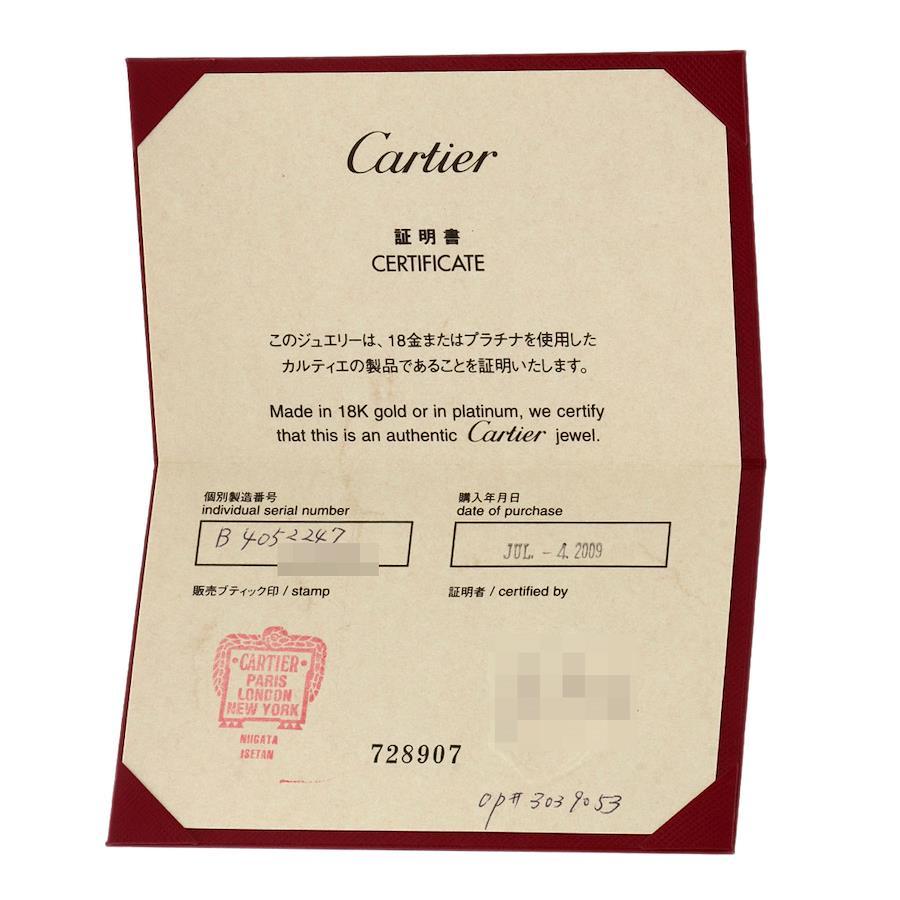 Cartier
証明書
CERTIFICATE
このジュエリーは、18金またはプラチナを使用した
カルティエの製品であることを証明いたします。
Made in 18K gold or in platinum, we certify
that this is an authentic Cartier jewel.
個別製造番号
individual serial number
B 4052247
購入年月日
date of purchase
JUL. - 4. 2009
販売ブティック印 / stamp
証明者 / certified by
CARTIER
PARIS
LONDON
NEW YORK
NIIGATA
ISETAN
728907
op# 3039053